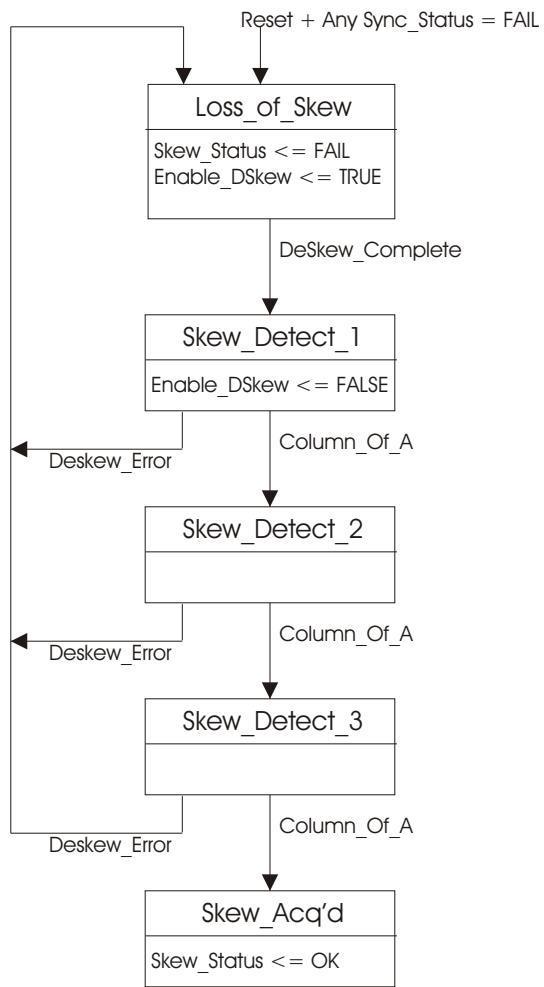 Reset + Any Sync_Status = FAIL
Loss_of_Skew
Skew_Status <= FAIL
Enable_DSkew <= TRUE
DeSkew_Complete
Skew_Detect_1
Enable_DSkew <= FALSE
Deskew_Error
Column_Of_A
Skew_Detect_2
Deskew_Error
Column_Of_A
Skew_Detect_3
Deskew_Error
Column_Of_A
Skew_Acq'd
Skew_Status <= OK